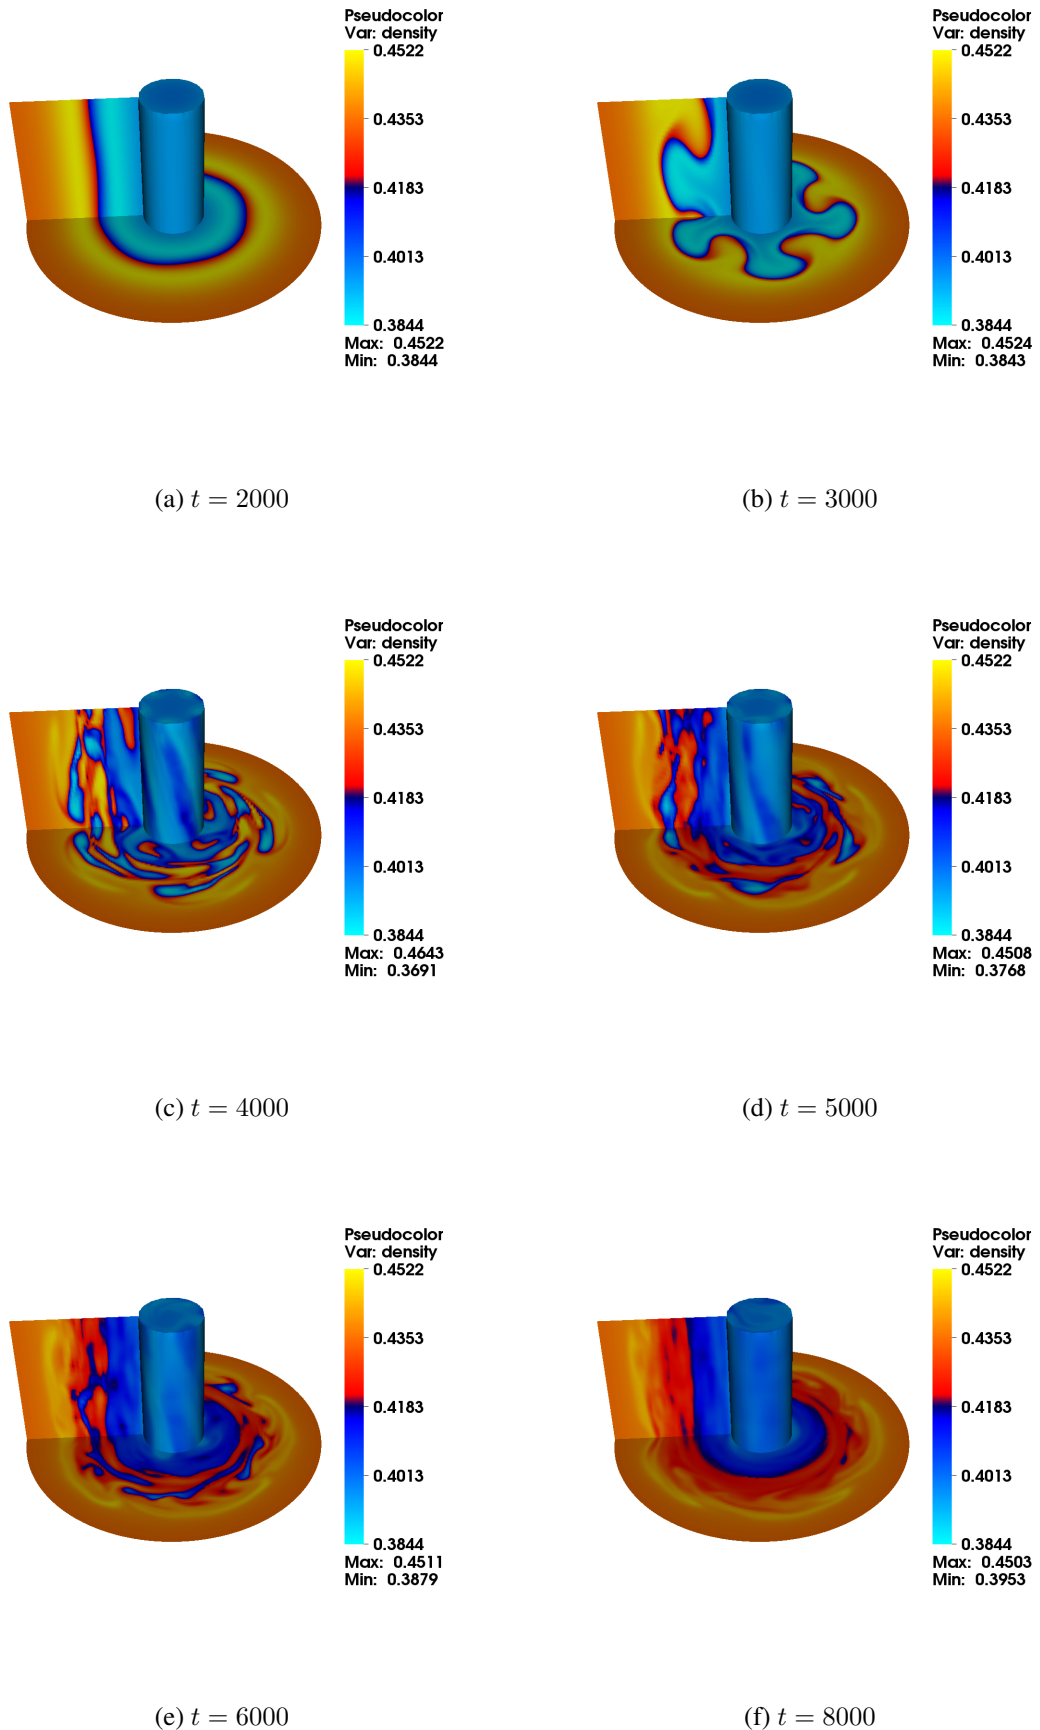 Pseudocolor
Var: density
0.4522
0.4353
0.4183
0.4013
0.3844
Max: 0.4522
Min: 0.3844
(a) t = 2000
Pseudocolor
Var: density
0.4522
0.4353
0.4183
0.4013
0.3844
Max: 0.4524
Min: 0.3843
(b) t = 3000
Pseudocolor
Var: density
0.4522
0.4353
0.4183
0.4013
0.3844
Max: 0.4643
Min: 0.3691
(c) t = 4000
Pseudocolor
Var: density
0.4522
0.4353
0.4183
0.4013
0.3844
Max: 0.4508
Min: 0.3768
(d) t = 5000
Pseudocolor
Var: density
0.4522
0.4353
0.4183
0.4013
0.3844
Max: 0.4511
Min: 0.3879
(e) t = 6000
Pseudocolor
Var: density
0.4522
0.4353
0.4183
0.4013
0.3844
Max: 0.4503
Min: 0.3953
(f) t = 8000